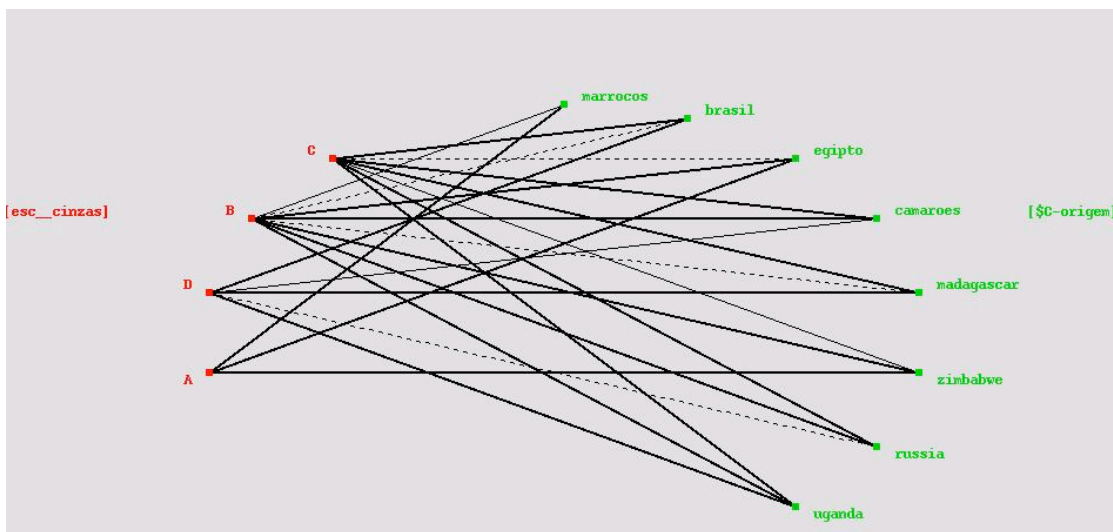 marrocos
brasil
C
egipto
[esc__cinzas]
B
camaroes
[$C-origem]
D
madagascar
A
zimbabwe
russia
uganda